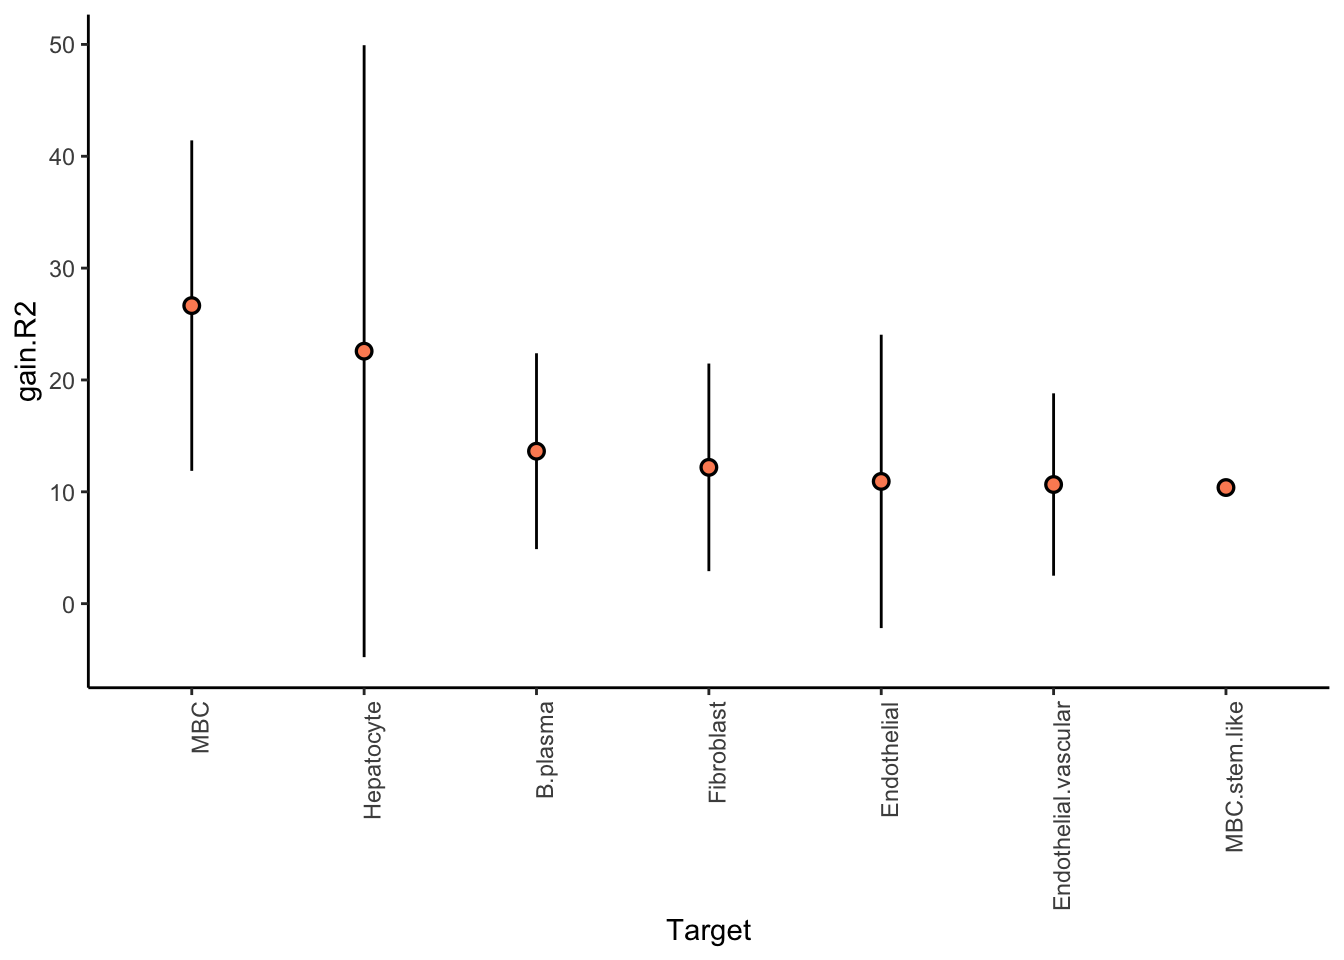 50
40
30
20
10
0
gain.R2
MBC
Hepatocyte
B.plasma
Fibroblast
Endothelial
Endothelial.vascular
MBC.stem.like
Target